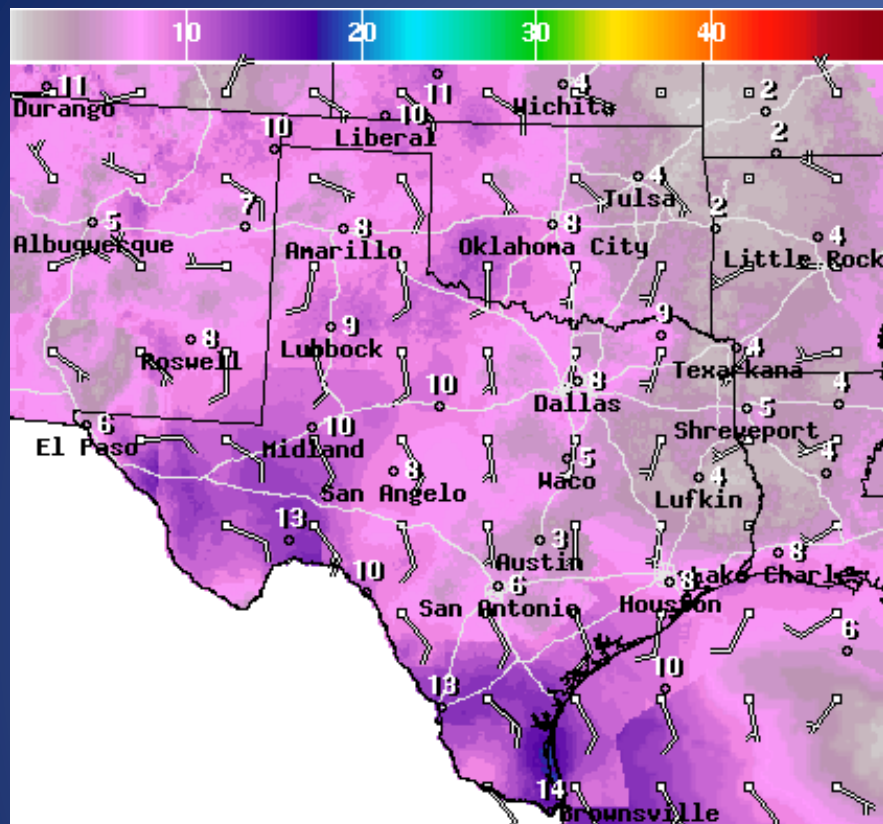 10 20 30 40
11 11 4 2
Durango Wichita
10
Liberal
10 2
4
Tulsa
5 7 8 8 2 4
Albuquerque Amarillo Oklahoma City Little Rock
8 9 9
Roswell Lubbock Texarkana
4
8
Dallas
10 5 4
6 10 Shreveport
El Paso Midland
8 5 4 4
San Angelo Waco Lufkin
13 3 8
Austin
10 6 8 Lake Charles
San Antonio Houston
6
10
13
14
Brownsville